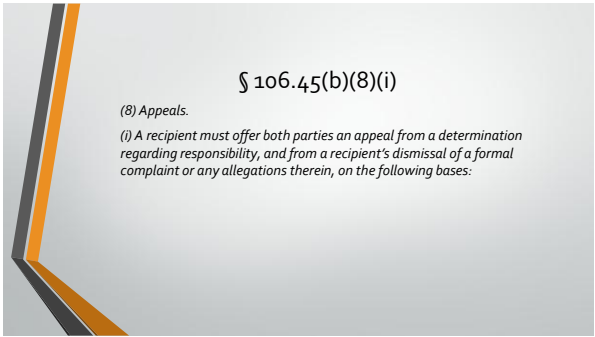 § 106.45(b)(8)(i)
(8) Appeals.
(i) A recipient must offer both parties an appeal from a determination
regarding responsibility, and from a recipient's dismissal of a formal
complaint or any allegations therein, on the following bases: